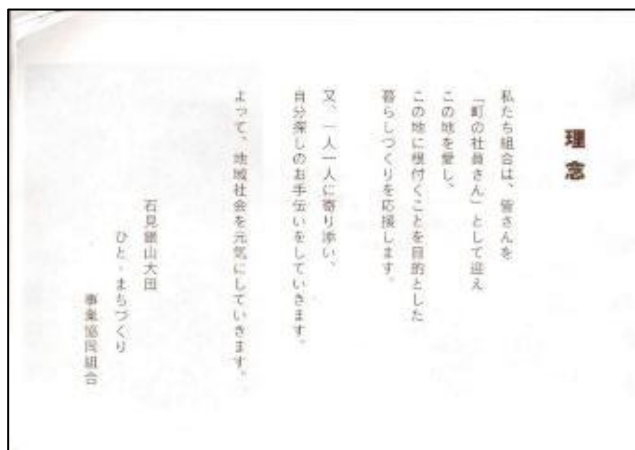 理念
私たち組合は、皆さんを
「町の社員さん」として迎え
この地を愛し、
この地に根付くことを目的とした
暮らしづくりを応援します。
又、一人一人に寄り添い、
自分探しのお手伝いをしていきます。
よって、地域社会を元気にしていきます。
石見銀山大田
ひと・まちづくり
事業協同組合